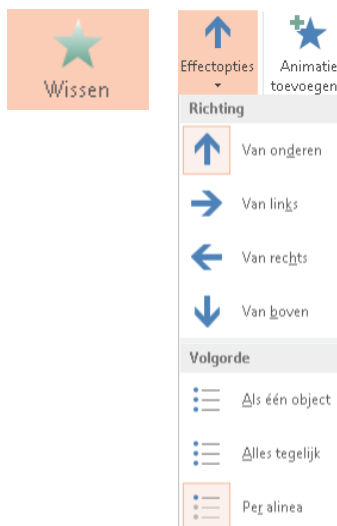 Wissen
Effectopties
Animatie
toevoegen
Richting
Van onderen
Van links
Van rechts
Van boven
Volgorde
Als één object
Alles tegelijk
Per alinea